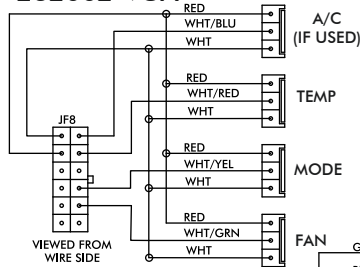 RED
WHT/BLU
WHT
A/C
(IF USED)
RED
WHT/RED
WHT
TEMP
JF8
RED
WHT/YEL
WHT
MODE
RED
WHT/GRN
WHT
FAN
VIEWED FROM
WIRE SIDE
G